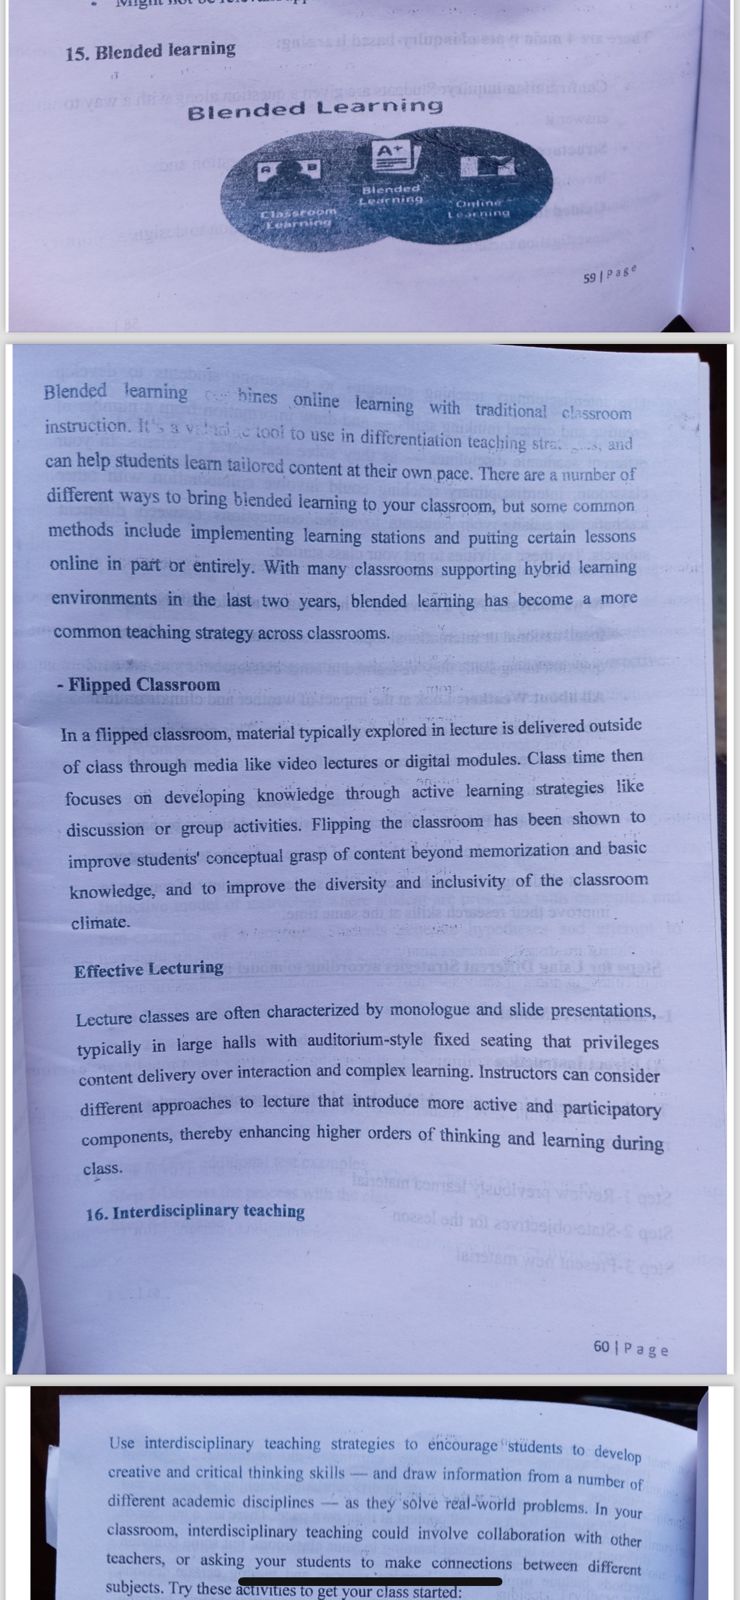 15. Blended learning
Blended Learning
A B
A+
Classroom
Learning
Blended
Learning
Online
Learning
59 | Page
Blended learning bines online learning with traditional classroom
instruction. It's a tool to use in differentiation teaching and
can help students learn tailored content at their own pace. There are a number of
different ways to bring blended learning to your classroom, but some common
methods include implementing learning stations and putting certain lessons
online in part or entirely. With many classrooms supporting hybrid learning
environments in the last two years, blended learning has become a more
common teaching strategy across classrooms.
- Flipped Classroom
In a flipped classroom, material typically explored in lecture is delivered outside
of class through media like video lectures or digital modules. Class time then
focuses on developing knowledge through active learning strategies like
discussion or group activities. Flipping the classroom has been shown to
improve students' conceptual grasp of content beyond memorization and basic
knowledge, and to improve the diversity and inclusivity of the classroom
climate.
Effective Lecturing
Lecture classes are often characterized by monologue and slide presentations,
typically in large halls with auditorium-style fixed seating that privileges
content delivery over interaction and complex learning. Instructors can consider
different approaches to lecture that introduce more active and participatory
components, thereby enhancing higher orders of thinking and learning during
class.
16. Interdisciplinary teaching
60 | Page
Use interdisciplinary teaching strategies to encourage students to develop
creative and critical thinking skills — and draw information from a number of
different academic disciplines — as they solve real-world problems. In your
classroom, interdisciplinary teaching could involve collaboration with other
teachers, or asking your students to make connections between different
subjects. Try these activities to get your class started: